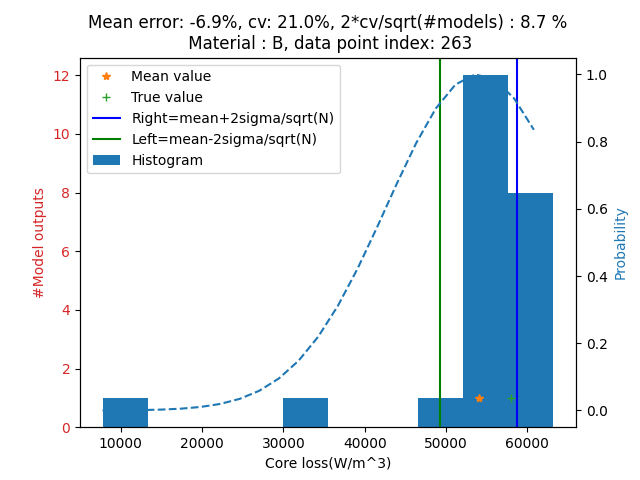 Mean error: -6.9%, cv: 21.0%, 2*cv/sqrt(#models) : 8.7 %
Material : B, data point index: 263
Mean value
True value
Right=mean+2sigma/sqrt(N)
Left=mean-2sigma/sqrt(N)
Histogram
#Model outputs
12
10
8
6
4
2
0
1.0
0.8
0.6
0.4
0.2
0.0
Probability
10000 20000 30000 40000 50000 60000
Core loss(W/m^3)